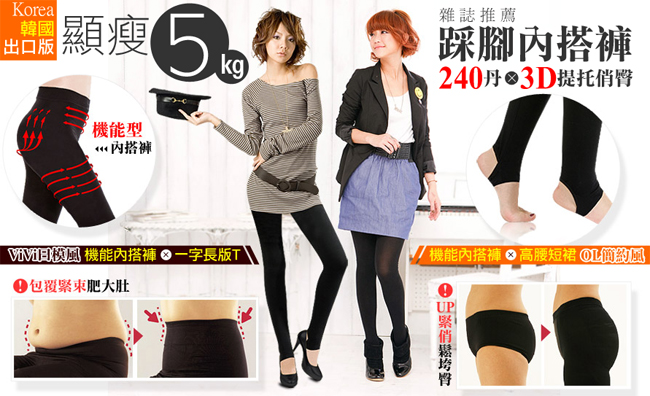 Korea
韓國
出口版
顯瘦5kg
雜誌推薦
踩腳內搭褲
240丹×3D提托俏臀
機能型
內搭褲
ViVi日模風 機能內搭褲×一字長版T
機能內搭褲×高腰短裙 OL簡約風
!包覆緊束肥大肚
!UP緊俏鬆垮臀